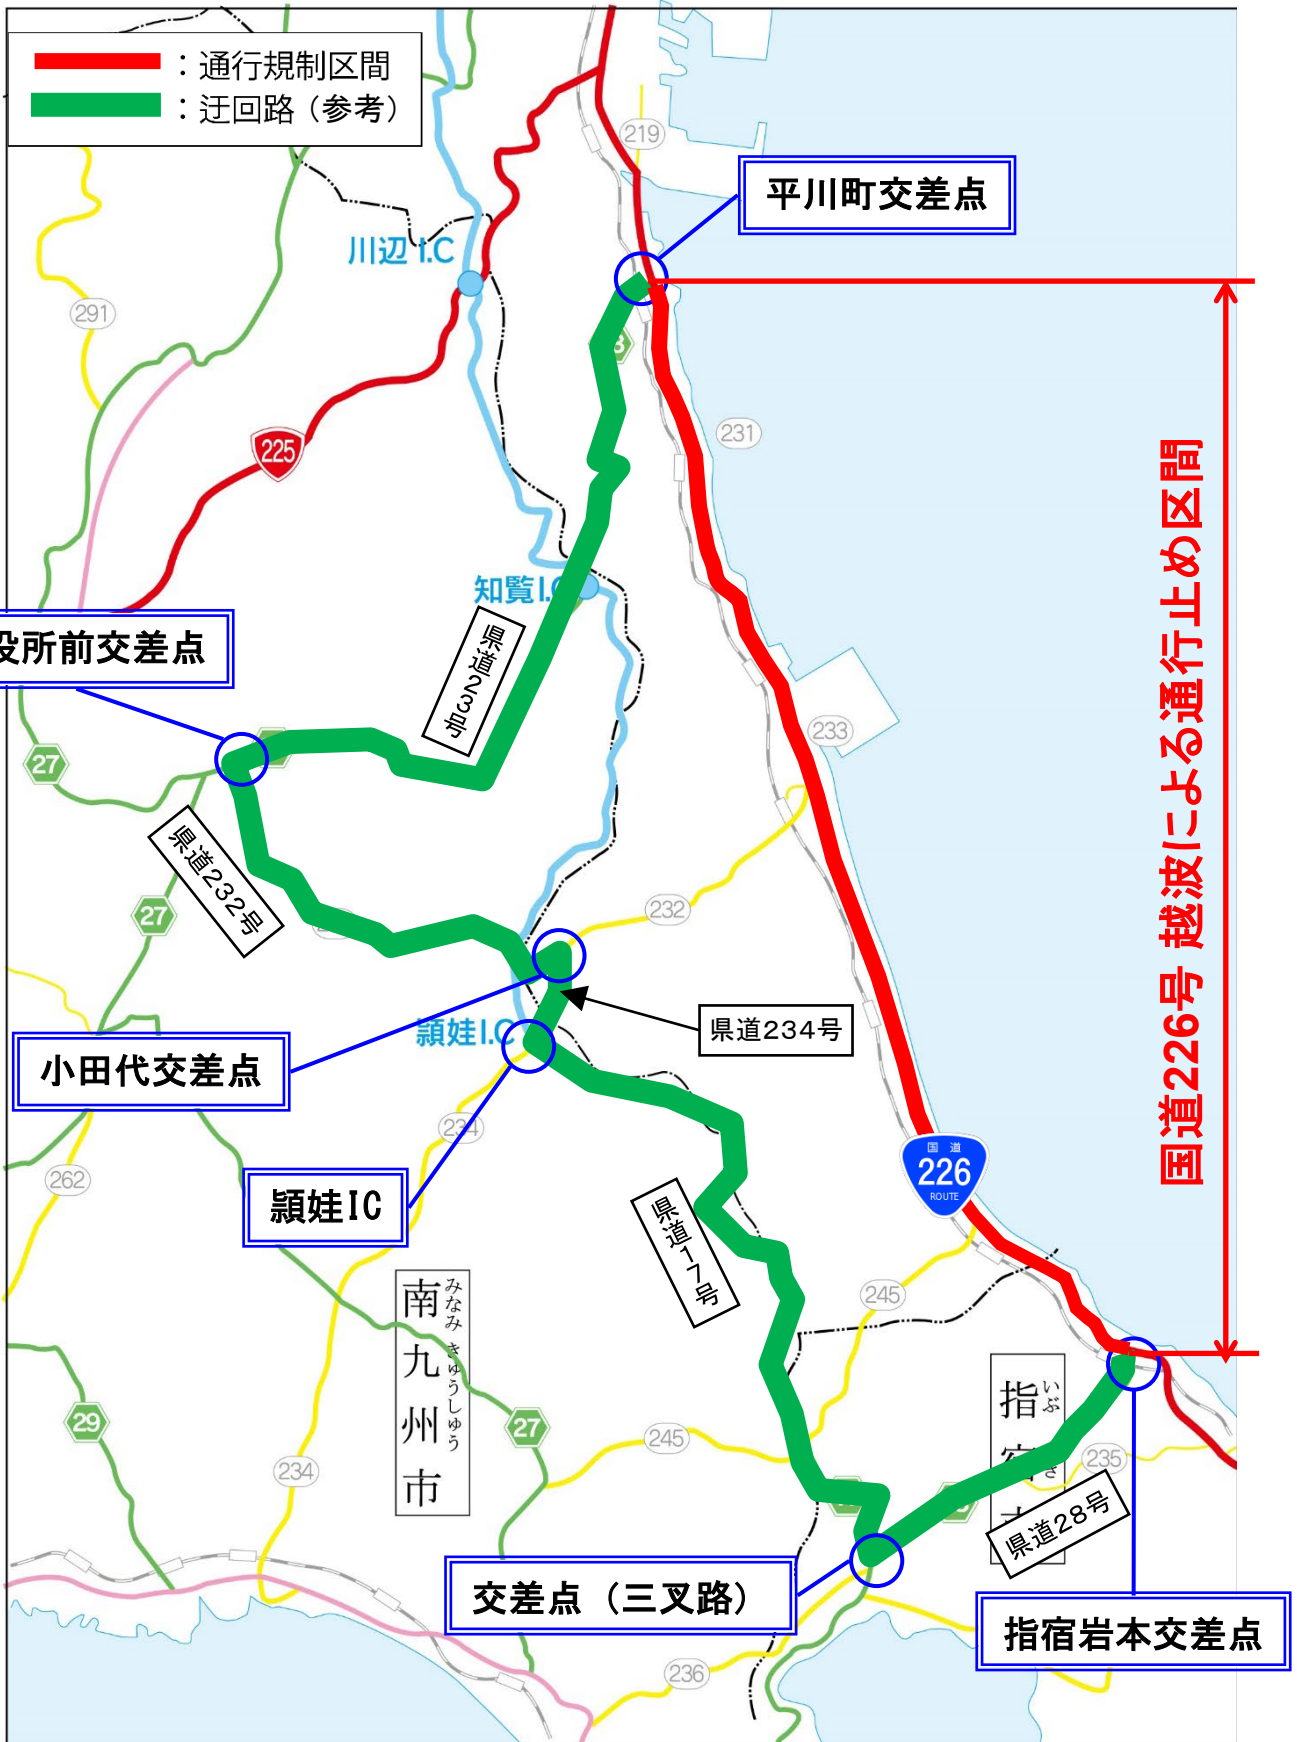 ：通行規制区間
：迂回路（参考）
219
平川町交差点
川辺 I.C
291
231
225
知覧I.C
県道23号
役所前交差点
27
233
県道232号
27
232
国道226号 越波による通行止め区間
頴娃I.C
県道234号
小田代交差点
234
国道
226
ROUTE
262
頴娃IC
県道17号
245
南九州市
みなみ きゅうしゅう
指宿
いぶ
29
27
245
234
235
県道28号
交差点（三叉路）
指宿岩本交差点
236